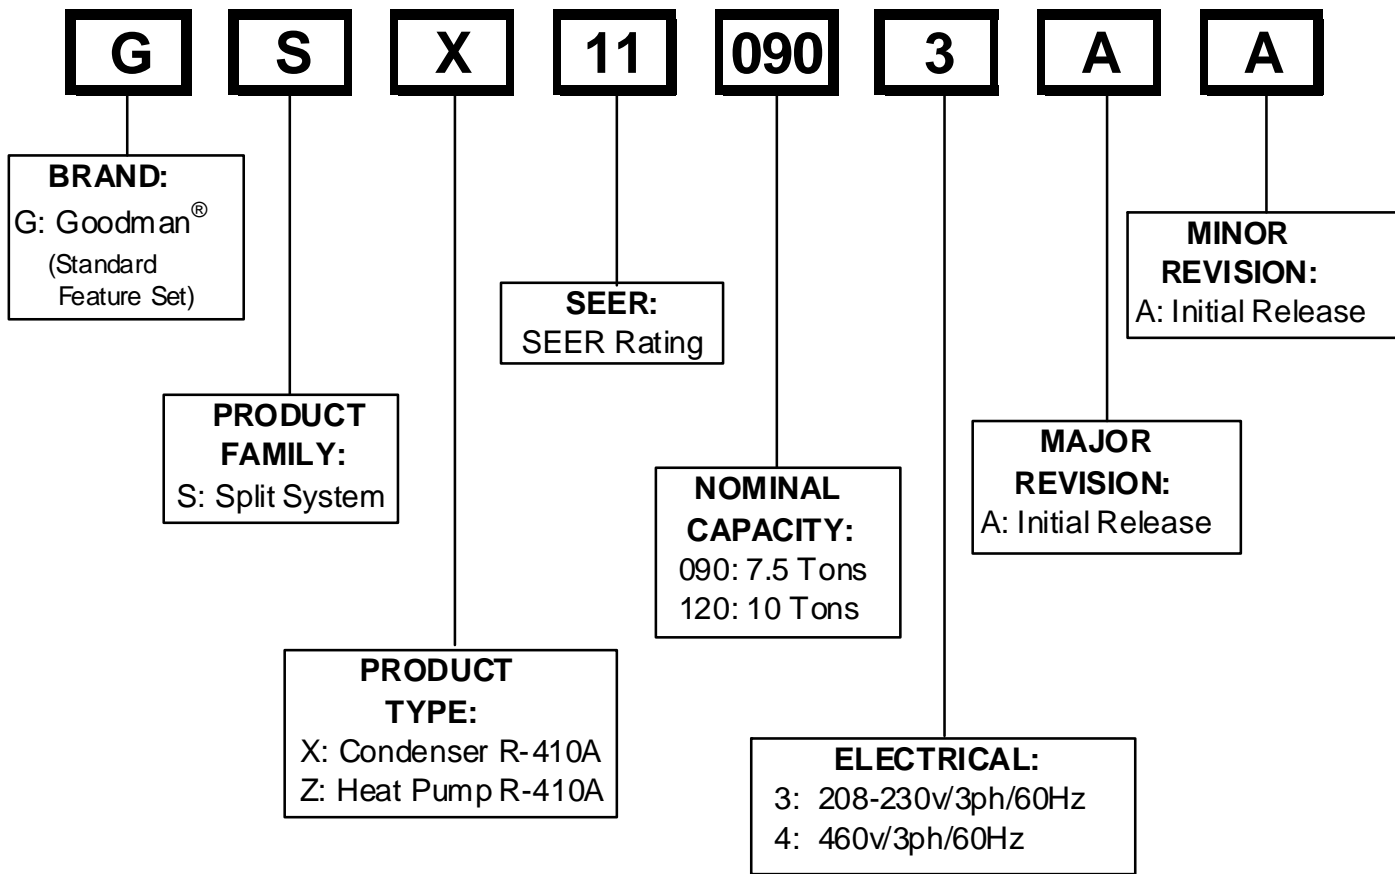 G S X 11 090 3 A A
BRAND:
G: Goodman®
(Standard
Feature Set)
PRODUCT
FAMILY:
S: Split System
PRODUCT
TYPE:
X: Condenser R-410A
Z: Heat Pump R-410A
SEER:
SEER Rating
NOMINAL
CAPACITY:
090: 7.5 Tons
120: 10 Tons
ELECTRICAL:
3: 208-230v/3ph/60Hz
4: 460v/3ph/60Hz
MAJOR
REVISION:
A: Initial Release
MINOR
REVISION:
A: Initial Release